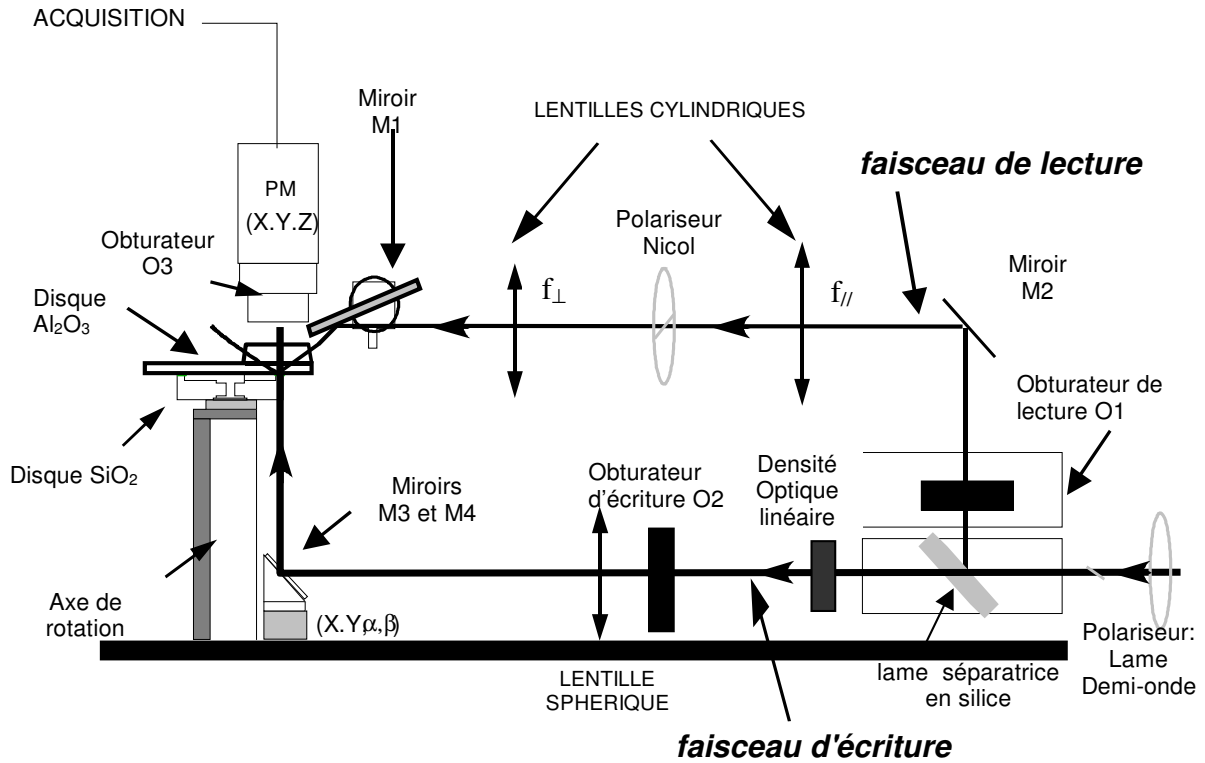 ACQUISITION
Miroir
M1
LENTILLES CYLINDRIQUES
faisceau de lecture
PM
(X.Y.Z)
Polariseur
Nicol
Obturateur
O3
Miroir
M2
f⊥
f//
Disque
Al2O3
Obturateur de
lecture O1
Disque SiO2
Miroirs
M3 et M4
Obturateur
d'écriture O2
Densité
Optique
linéaire
Axe de
rotation
(X.Y,α,β)
LENTILLE
SPHERIQUE
lame séparatrice
en silice
Polariseur:
Lame
Demi-onde
faisceau d'écriture